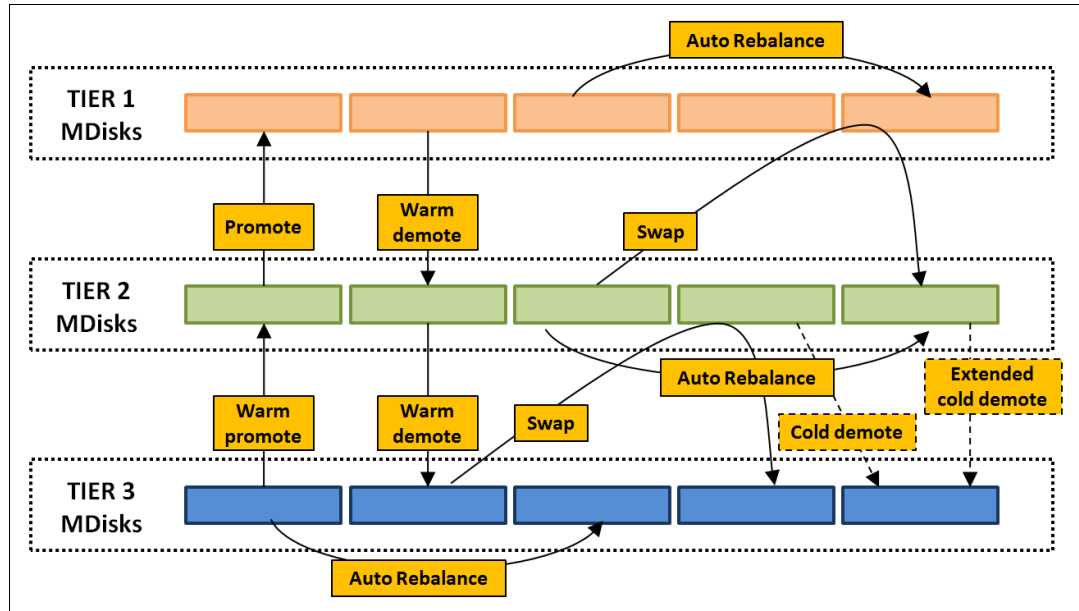 Auto Rebalance
TIER 1
MDisks
Promote
Warm
demote
Swap
TIER 2
MDisks
Auto Rebalance
Extended
cold demote
Warm
promote
Warm
demote
Swap
Cold demote
TIER 3
MDisks
Auto Rebalance